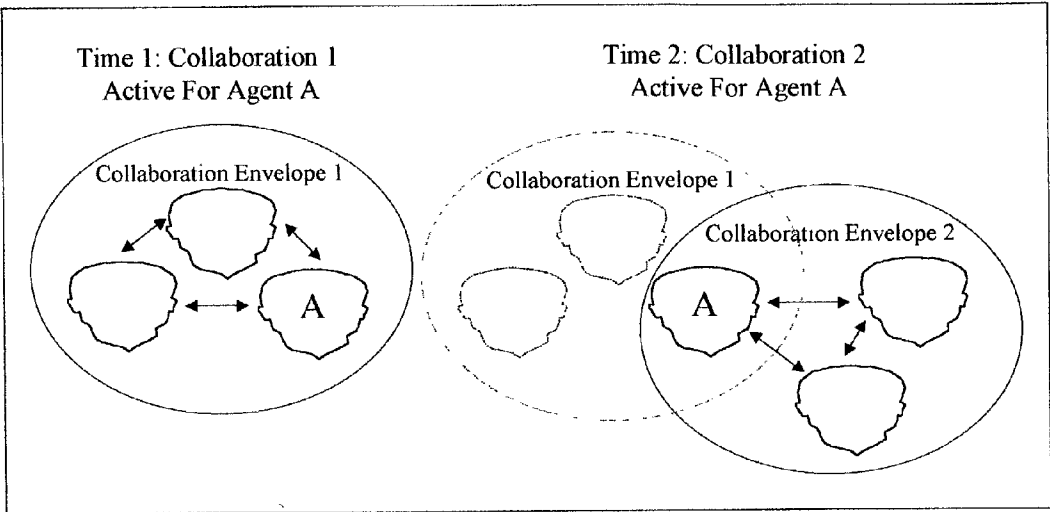 Time 1: Collaboration 1
Active For Agent A
Collaboration Envelope 1
A
Time 2: Collaboration 2
Active For Agent A
Collaboration Envelope 1
Collaboration Envelope 2
A